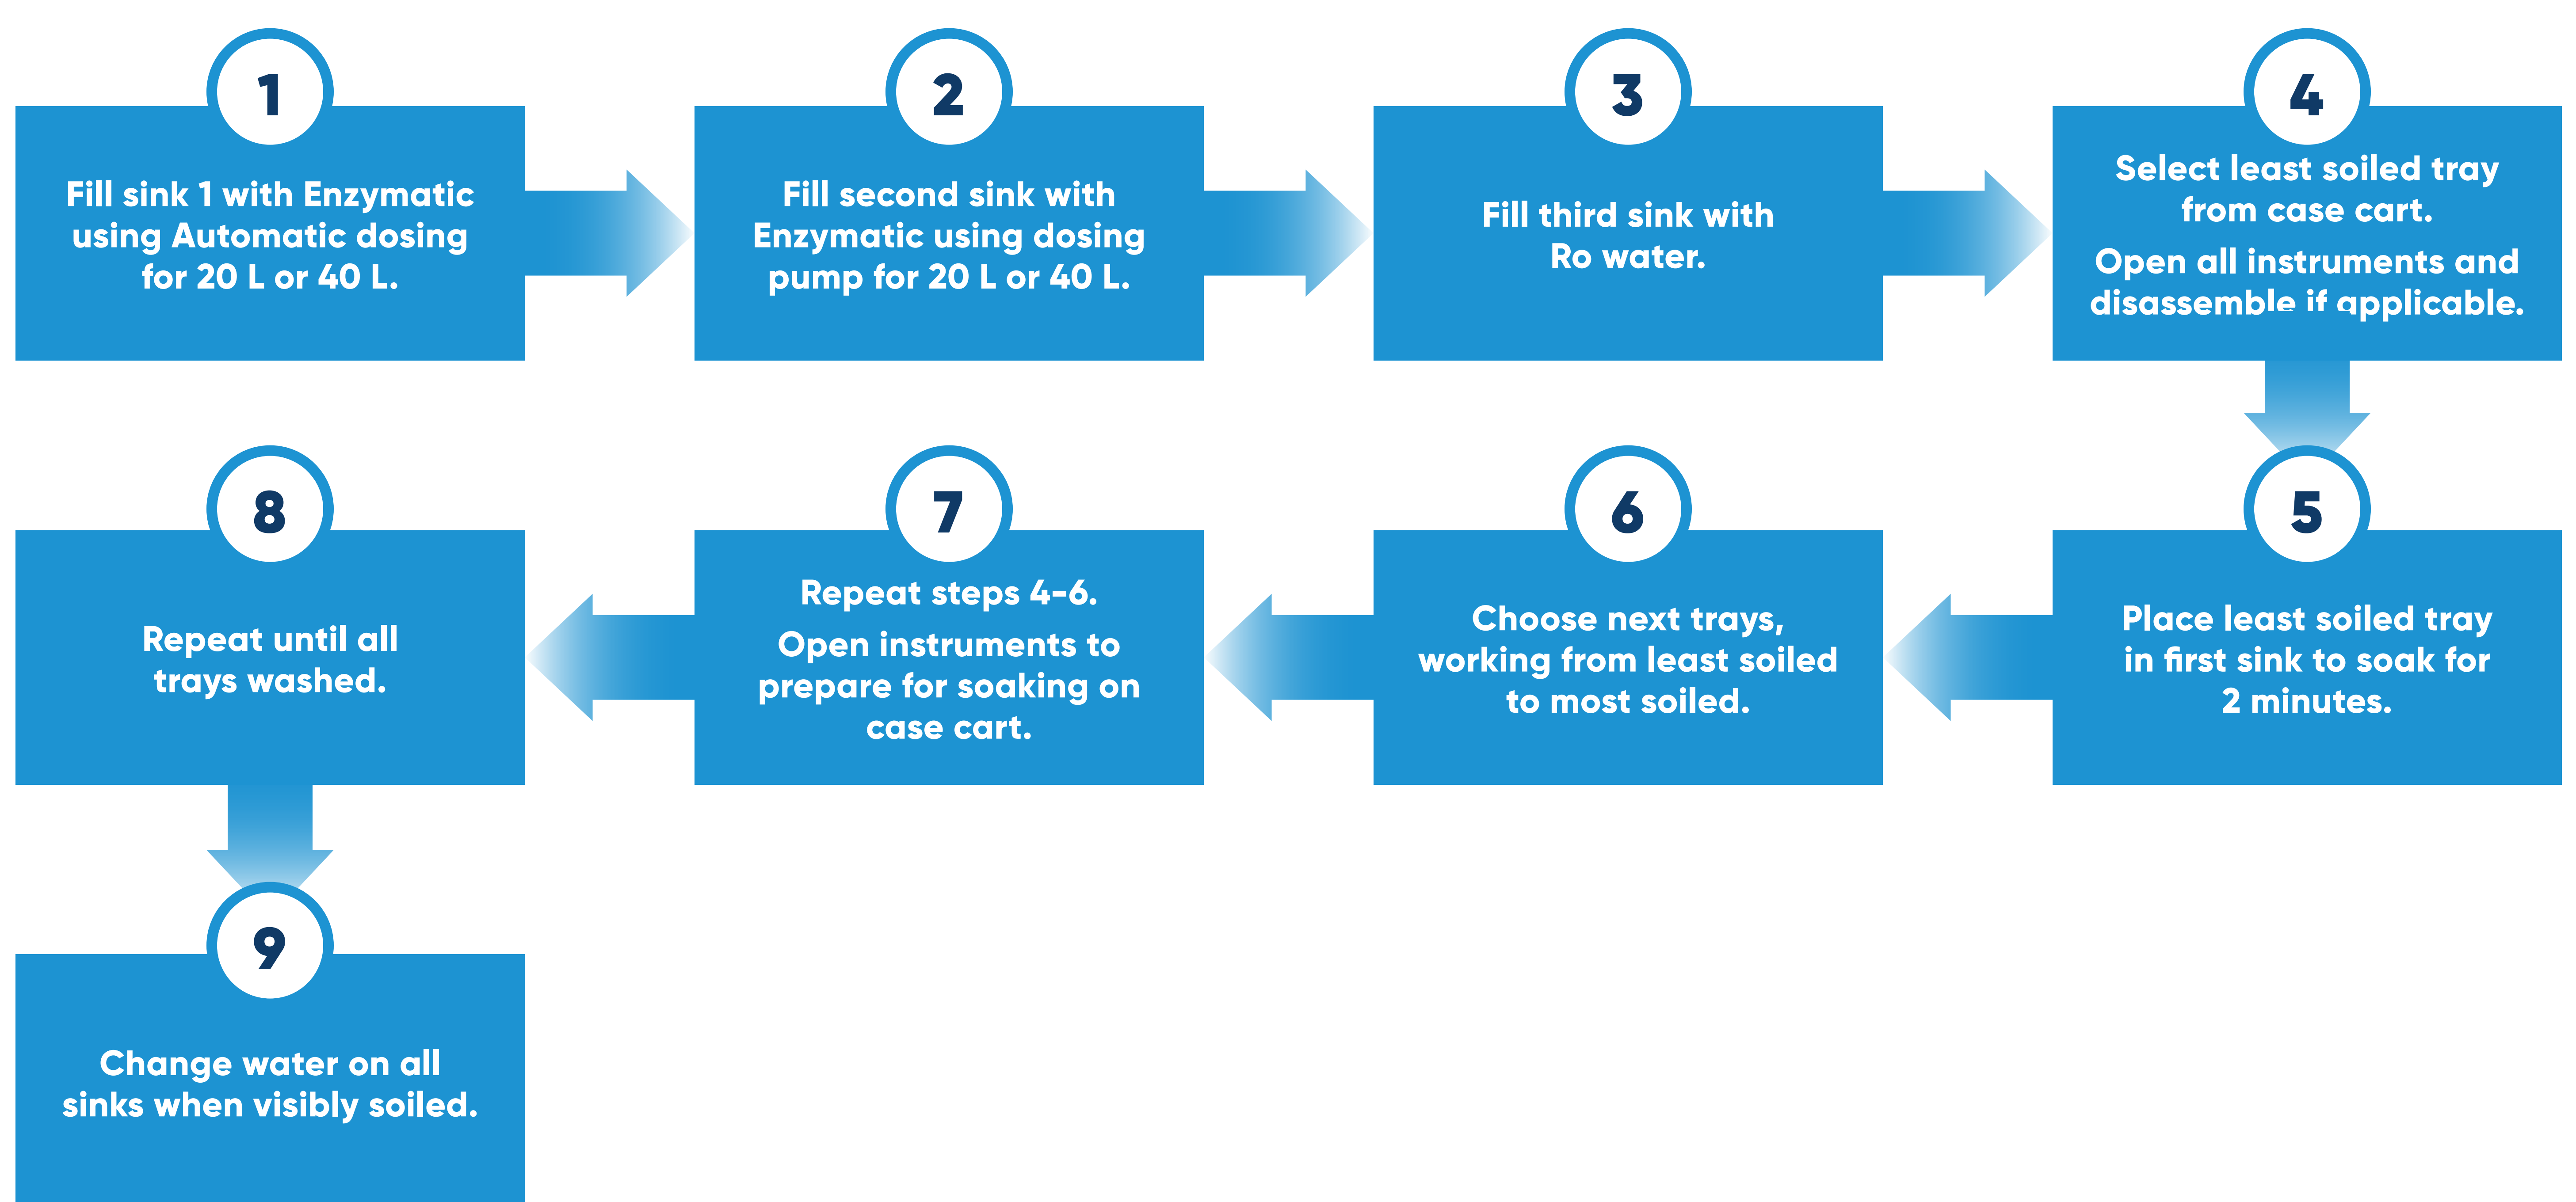 1
Fill sink 1 with Enzymatic
using Automatic dosing
for 20 L or 40 L.
2
Fill second sink with
Enzymatic using dosing
pump for 20 L or 40 L.
3
Fill third sink with
Ro water.
4
Select least soiled tray
from case cart.
Open all instruments and
disassemble if applicable.
5
Place least soiled tray
in first sink to soak for
2 minutes.
6
Choose next trays,
working from least soiled
to most soiled.
7
Repeat steps 4-6.
Open instruments to
prepare for soaking on
case cart.
8
Repeat until all
trays washed.
9
Change water on all
sinks when visibly soiled.